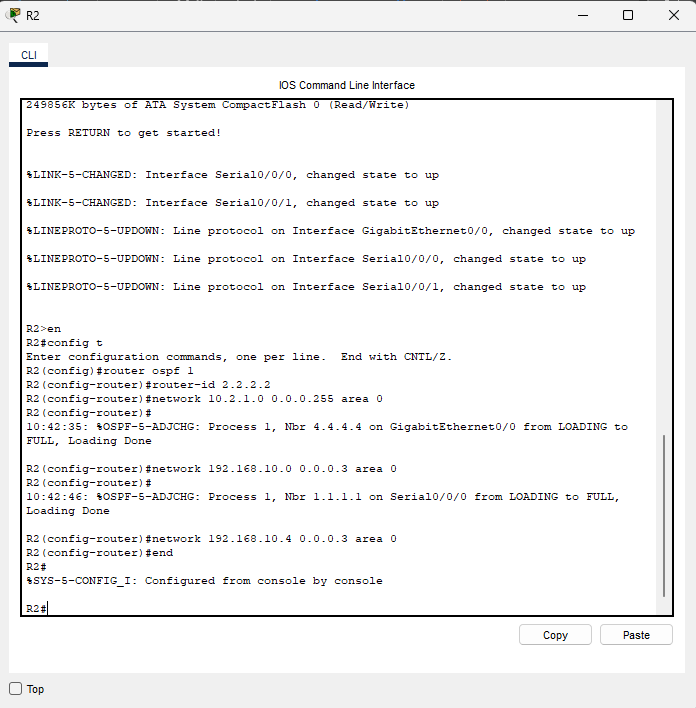 R2
CLI
IOS Command Line Interface
249856K bytes of ATA System CompactFlash 0 (Read/Write)
Press RETURN to get started!
%LINK-5-CHANGED: Interface Serial0/0/0, changed state to up
%LINK-5-CHANGED: Interface Serial0/0/1, changed state to up
%LINEPROTO-5-UPDOWN: Line protocol on Interface GigabitEthernet0/0, changed state to up
%LINEPROTO-5-UPDOWN: Line protocol on Interface Serial0/0/0, changed state to up
%LINEPROTO-5-UPDOWN: Line protocol on Interface Serial0/0/1, changed state to up
R2>en
R2#config t
Enter configuration commands, one per line.  End with CNTL/Z.
R2(config)#router ospf 1
R2(config-router)#router-id 2.2.2.2
R2(config-router)#network 10.2.1.0 0.0.0.255 area 0
R2(config-router)#
10:42:35: %OSPF-5-ADJCHG: Process 1, Nbr 4.4.4.4 on GigabitEthernet0/0 from LOADING to
FULL, Loading Done
R2(config-router)#network 192.168.10.0 0.0.0.3 area 0
R2(config-router)#
10:42:46: %OSPF-5-ADJCHG: Process 1, Nbr 1.1.1.1 on Serial0/0/0 from LOADING to FULL,
Loading Done
R2(config-router)#network 192.168.10.4 0.0.0.3 area 0
R2(config-router)#end
R2#
%SYS-5-CONFIG_I: Configured from console by console
R2#
Copy
Paste
Top